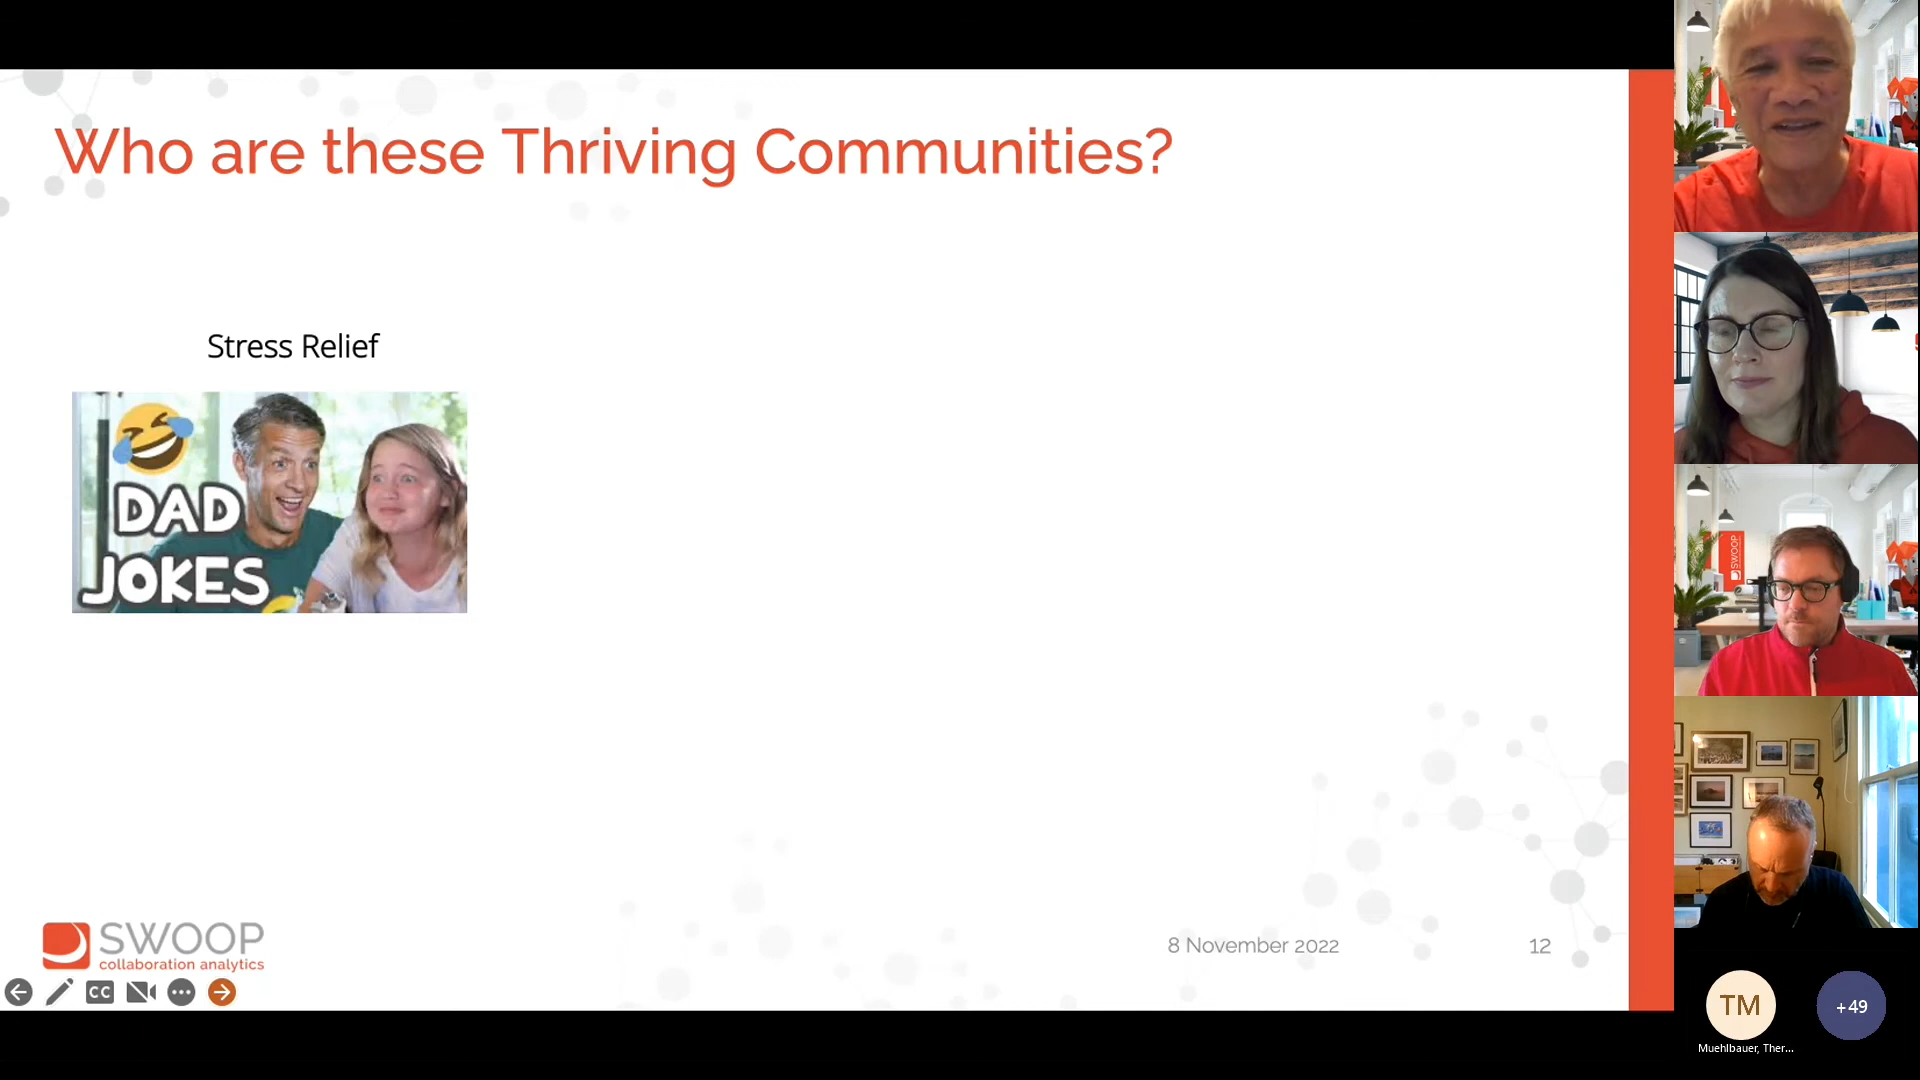 Who are these Thriving Communities?
Stress Relief
DAD
JOKES
SWOOP
collaboration analytics
8 November 2022
12
CC
SWOOP
TM
+49
Muehlbauer, Ther...